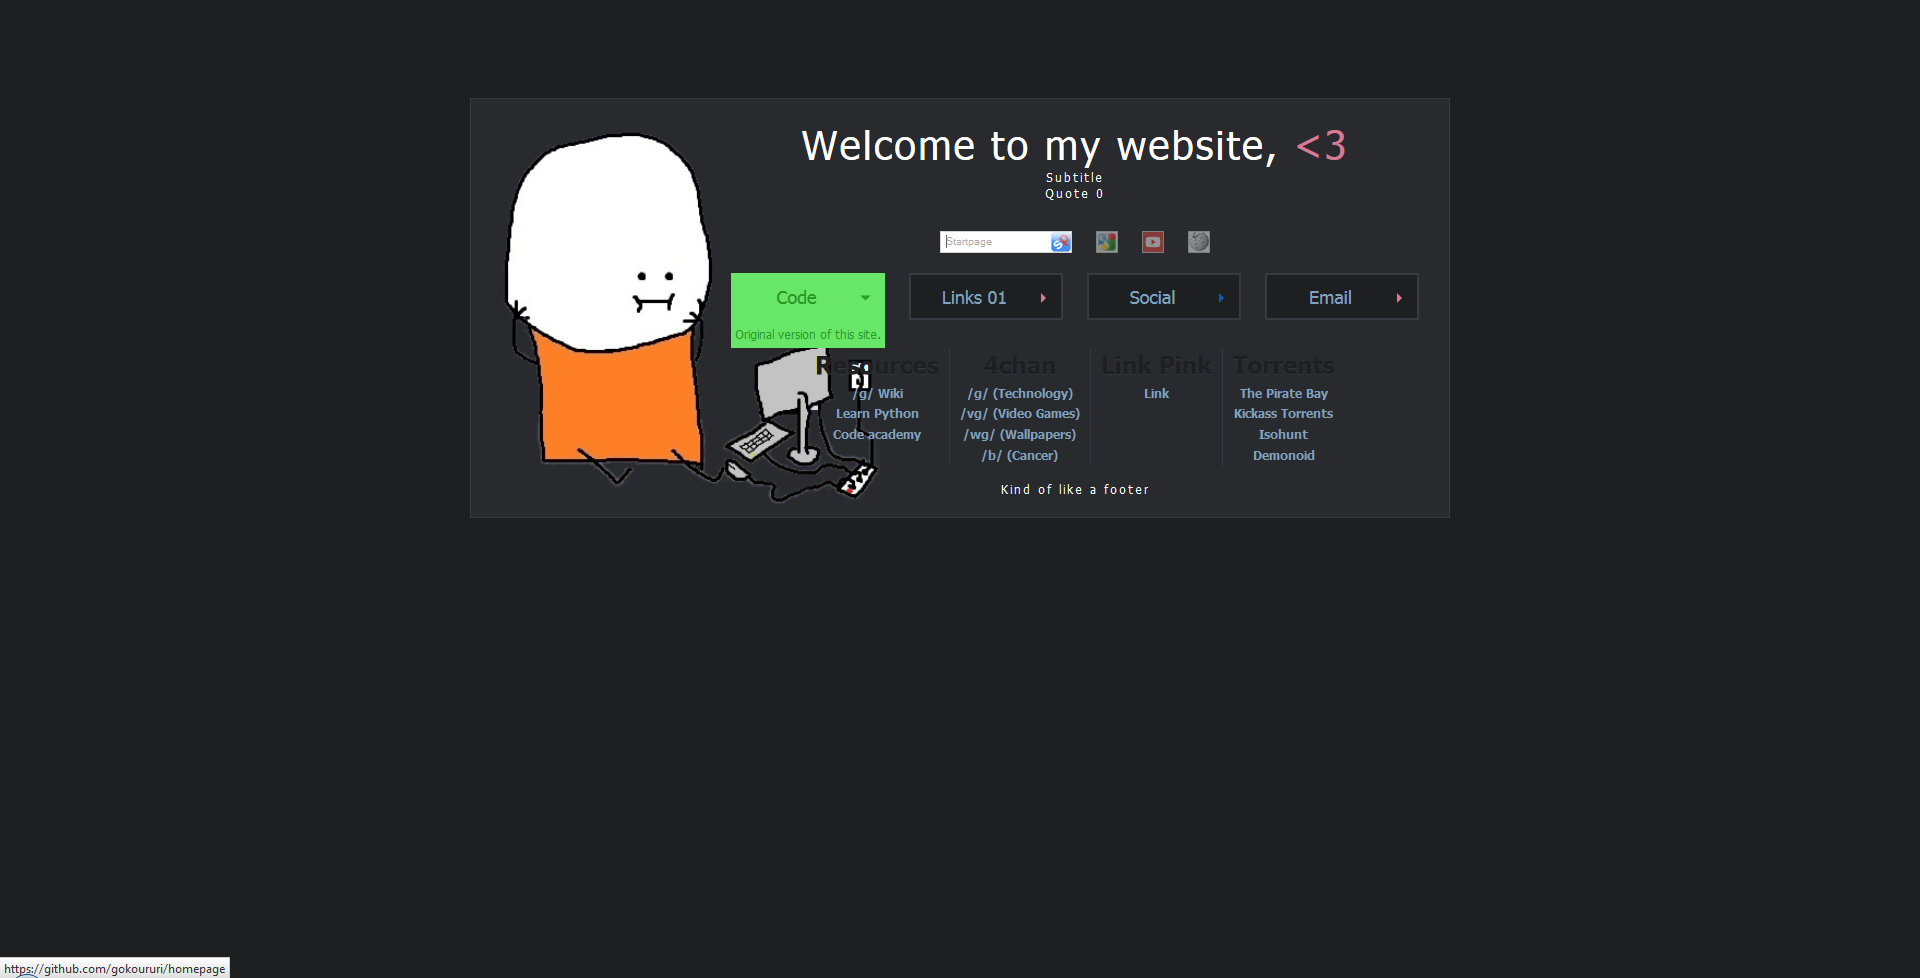 Welcome to my website, <3
Subtitle
Quote 0
Startpage
Code
Links 01
Social
Email
Original version of this site.
Resources
/g/ Wiki
Learn Python
Code academy
4chan
/g/ (Technology)
/vg/ (Video Games)
/wg/ (Wallpapers)
/b/ (Cancer)
Link Pink
Link
Torrents
The Pirate Bay
Kickass Torrents
Isohunt
Demonoid
Kind of like a footer
https://github.com/gokoururi/homepage